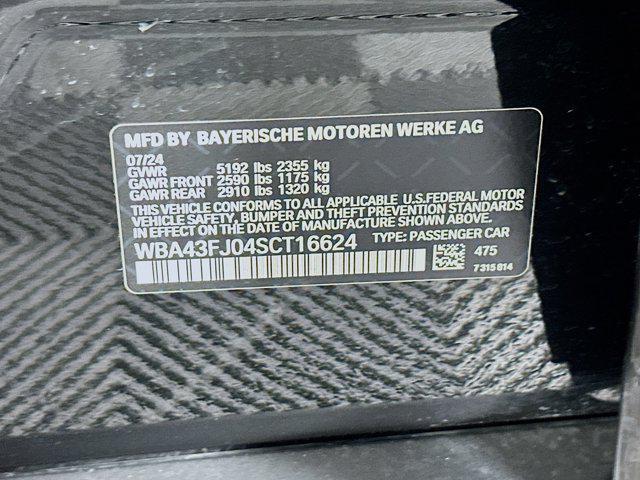 MFD BY BAYERISCHE MOTOREN WERKE AG
07/24
GVWR 5192 lbs 2355 kg
GAWR FRONT 2590 lbs 1175 kg
GAWR REAR 2910 lbs 1320 kg
THIS VEHICLE CONFORMS TO ALL APPLICABLE U.S.FEDERAL MOTOR
VEHICLE SAFETY, BUMPER AND THEFT PREVENTION STANDARDS
IN EFFECT ON THE DATE OF MANUFACTURE SHOWN ABOVE.
WBA43FJ04SCT16624 TYPE: PASSENGER CAR
475
7315814